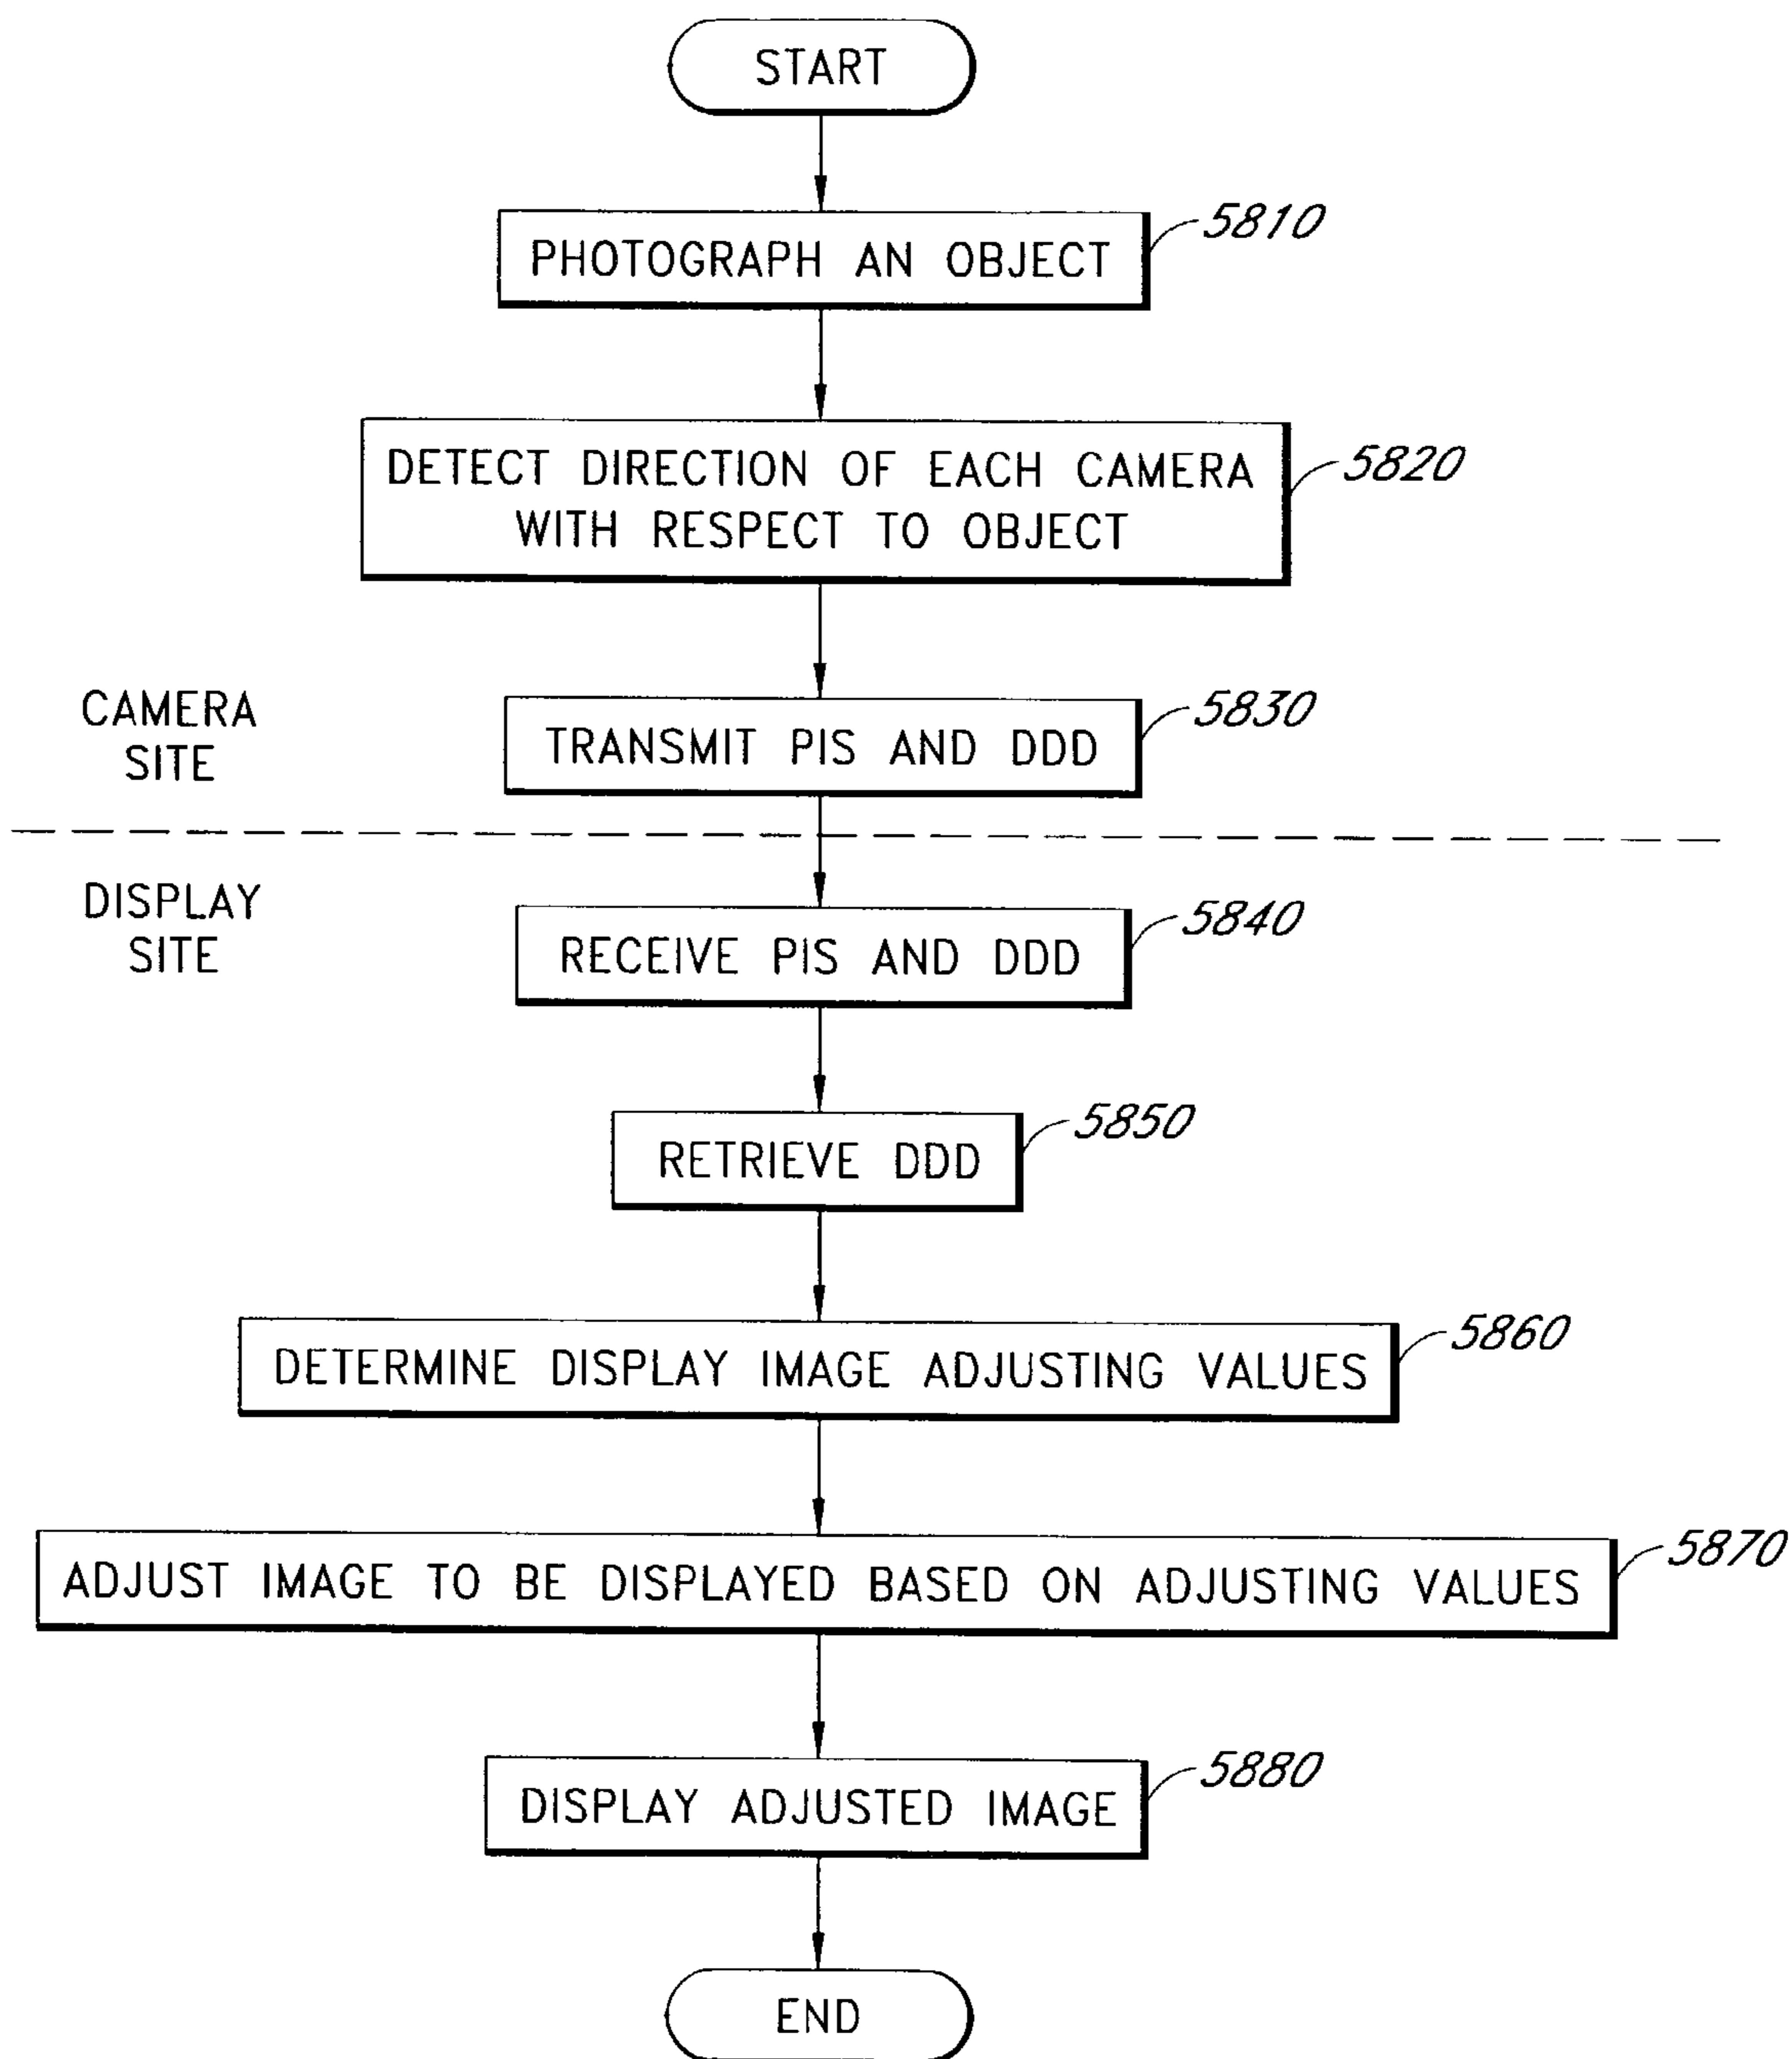 START
PHOTOGRAPH AN OBJECT
5810
DETECT DIRECTION OF EACH CAMERA
WITH RESPECT TO OBJECT
5820
CAMERA
SITE
TRANSMIT PIS AND DDD
5830
DISPLAY
SITE
RECEIVE PIS AND DDD
5840
RETRIEVE DDD
5850
DETERMINE DISPLAY IMAGE ADJUSTING VALUES
5860
ADJUST IMAGE TO BE DISPLAYED BASED ON ADJUSTING VALUES
5870
DISPLAY ADJUSTED IMAGE
5880
END